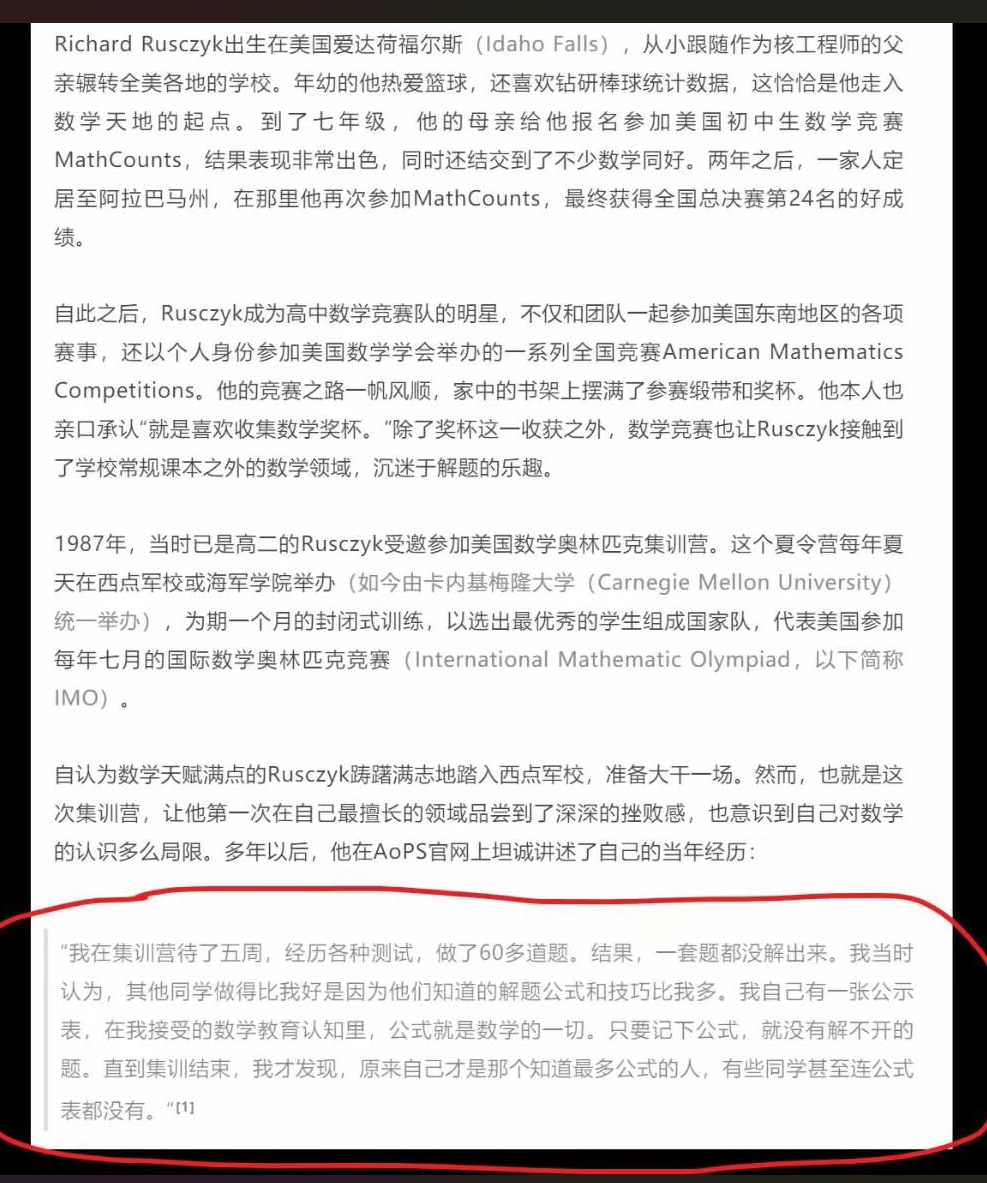 Richard Rusczyk出生在美国爱达荷福尔斯（Idaho Falls），从小跟随作为核工程师的父
亲辗转全美各地的学校。年幼的他热爱篮球，还喜欢钻研棒球统计数据，这恰恰是他走入
数学天地的起点。到了七年级，他的母亲给他报名参加美国初中生数学竞赛
MathCounts，结果表现非常出色，同时还结交到了不少数学同好。两年之后，一家人定
居至阿拉巴马州，在那里他再次参加MathCounts，最终获得全国总决赛第24名的好成
绩。
自此之后，Rusczyk成为高中数学竞赛队的明星，不仅和团队一起参加美国东南地区的各项
赛事，还以个人身份参加美国数学学会举办的一系列全国竞赛American Mathematics
Competitions。他的竞赛之路一帆风顺，家中的书架上摆满了参赛缎带和奖杯。他本人也
亲口承认“就是喜欢收集数学奖杯。”除了奖杯这一收获之外，数学竞赛也让Rusczyk接触到
了学校常规课本之外的数学领域，沉迷于解题的乐趣。
1987年，当时已是高二的Rusczyk受邀参加美国数学奥林匹克集训营。这个夏令营每年夏
天在西点军校或海军学院举办（如今由卡内基梅隆大学（Carnegie Mellon University）
统一举办），为期一个月的封闭式训练，以选出最优秀的学生组成国家队，代表美国参加
每年七月的国际数学奥林匹克竞赛（International Mathematic Olympiad，以下简称
IMO）。
自认为数学天赋满点的Rusczyk踌躇满志地踏入西点军校，准备大干一场。然而，也就是这
次集训营，让他第一次在自己最擅长的领域品尝到了深深的挫败感，也意识到自己对数学
的认识多么局限。多年以后，他在AoPS官网上坦诚讲述了自己的当年经历：
“我在集训营待了五周，经历各种测试，做了60多道题。结果，一套题都没解出来。我当时
认为，其他同学做得比我好是因为他们知道的解题公式和技巧比我多。我自己有一张公示
表，在我接受的数学教育认知里，公式就是数学的一切。只要记下公式，就没有解不开的
题。直到集训结束，我才发现，原来自己才是那个知道最多公式的人，有些同学甚至连公式
表都没有。“[1]